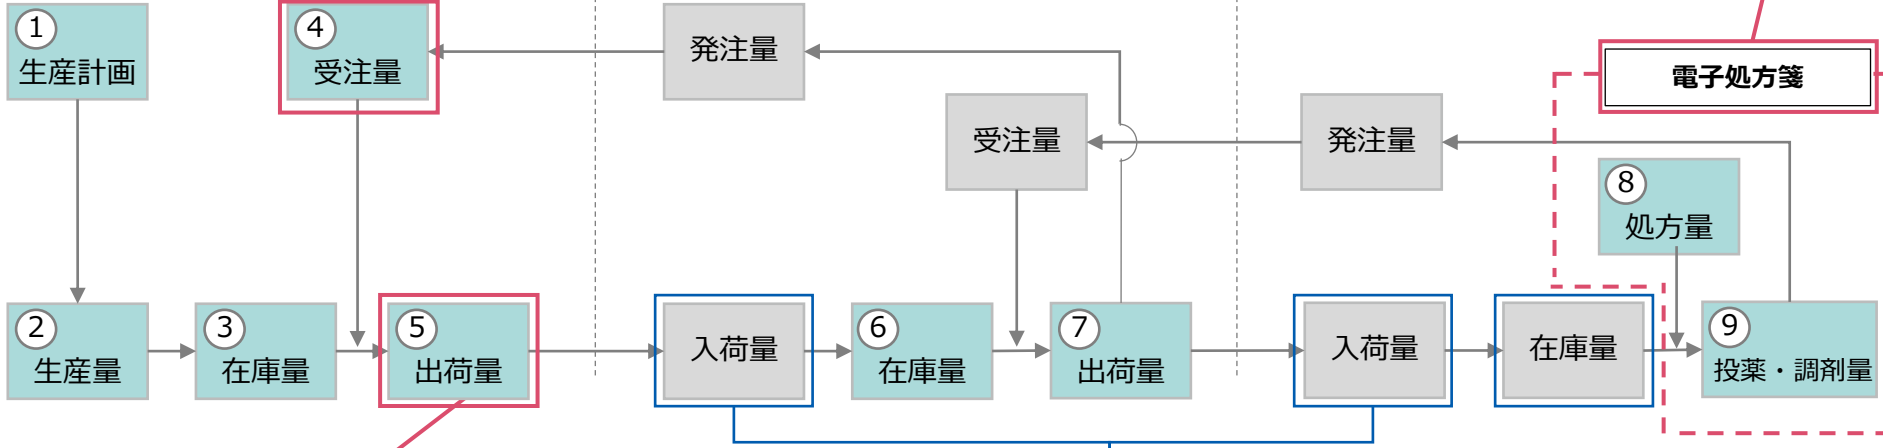 ①
生産計画
④
受注量
発注量
電子処方箋
受注量
発注量
⑧
処方量
②
生産量
③
在庫量
⑤
出荷量
入荷量
⑥
在庫量
⑦
出荷量
入荷量
在庫量
⑨
投薬・調剤量